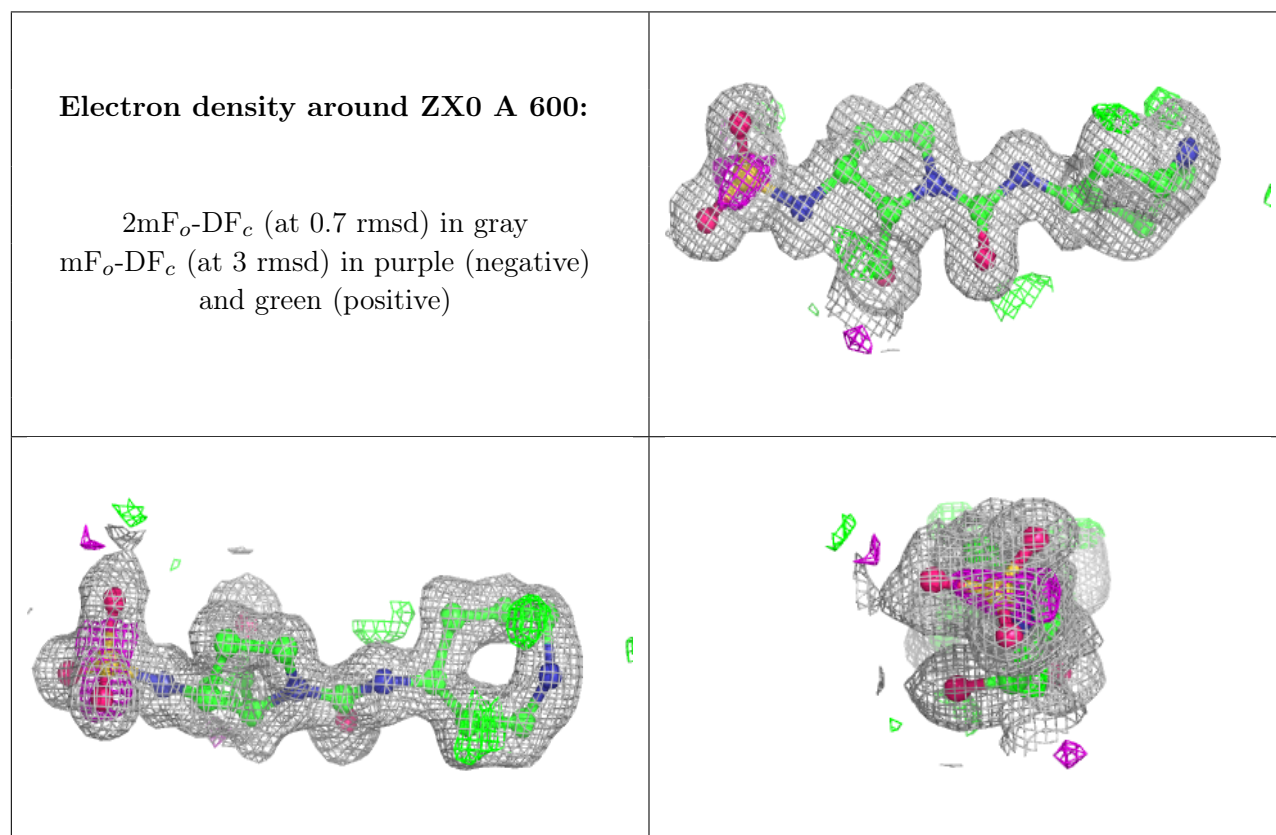 Electron density around ZX0 A 600:
2mFo-DFc (at 0.7 rmsd) in gray
mFo-DFc (at 3 rmsd) in purple (negative)
and green (positive)